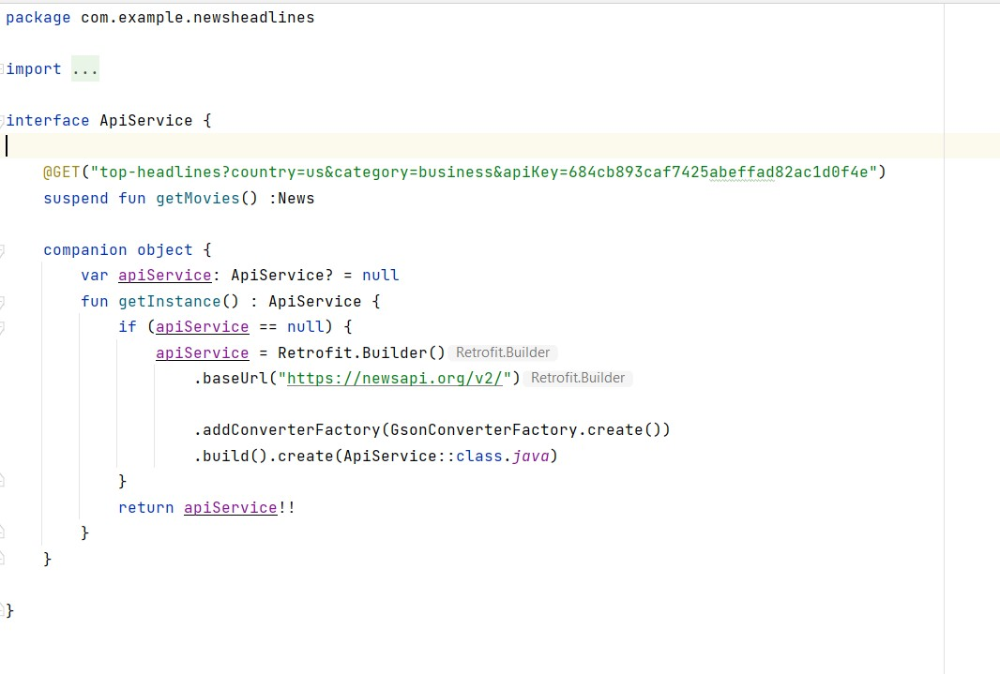 package com.example.newsheadlines
import ...
interface ApiService {
@GET("top-headlines?country=us&category=business&apiKey=684cb893caf7425abeffad82ac1d0f4e")
suspend fun getMovies() :News
companion object {
var apiService: ApiService? = null
fun getInstance() : ApiService {
if (apiService == null) {
apiService = Retrofit.Builder() Retrofit.Builder
.baseUrl("https://newsapi.org/v2/") Retrofit.Builder
.addConverterFactory(GsonConverterFactory.create())
.build().create(ApiService::class.java)
}
return apiService!!
}
}
}